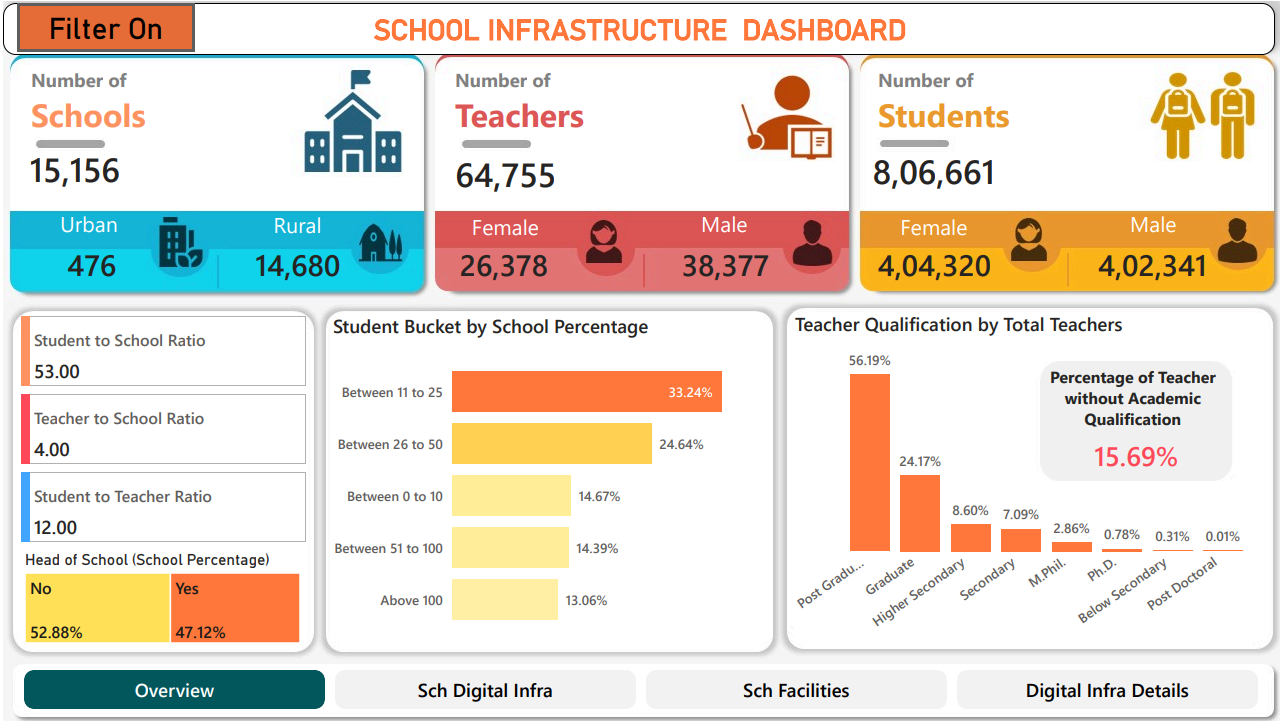 Filter On
SCHOOL INFRASTRUCTURE DASHBOARD
Number of
Schools
15,156
Urban
476
Rural
14,680
Number of
Teachers
64,755
Female
26,378
Male
38,377
Number of
Students
8,06,661
Female
4,04,320
Male
4,02,341
Student to School Ratio
53.00
Teacher to School Ratio
4.00
Student to Teacher Ratio
12.00
Head of School (School Percentage)
No
52.88%
Yes
47.12%
Student Bucket by School Percentage
Between 11 to 25
33.24%
Between 26 to 50
24.64%
Between 0 to 10
14.67%
Between 51 to 100
14.39%
Above 100
13.06%
Teacher Qualification by Total Teachers
56.19%
24.17%
8.60%
7.09%
2.86%
0.78%
0.31%
0.01%
Post Gradu...
Graduate
Higher Secondary
Secondary
M.Phil.
Ph.D.
Below Secondary
Post Doctoral
Percentage of Teacher
without Academic
Qualification
15.69%
Overview
Sch Digital Infra
Sch Facilities
Digital Infra Details